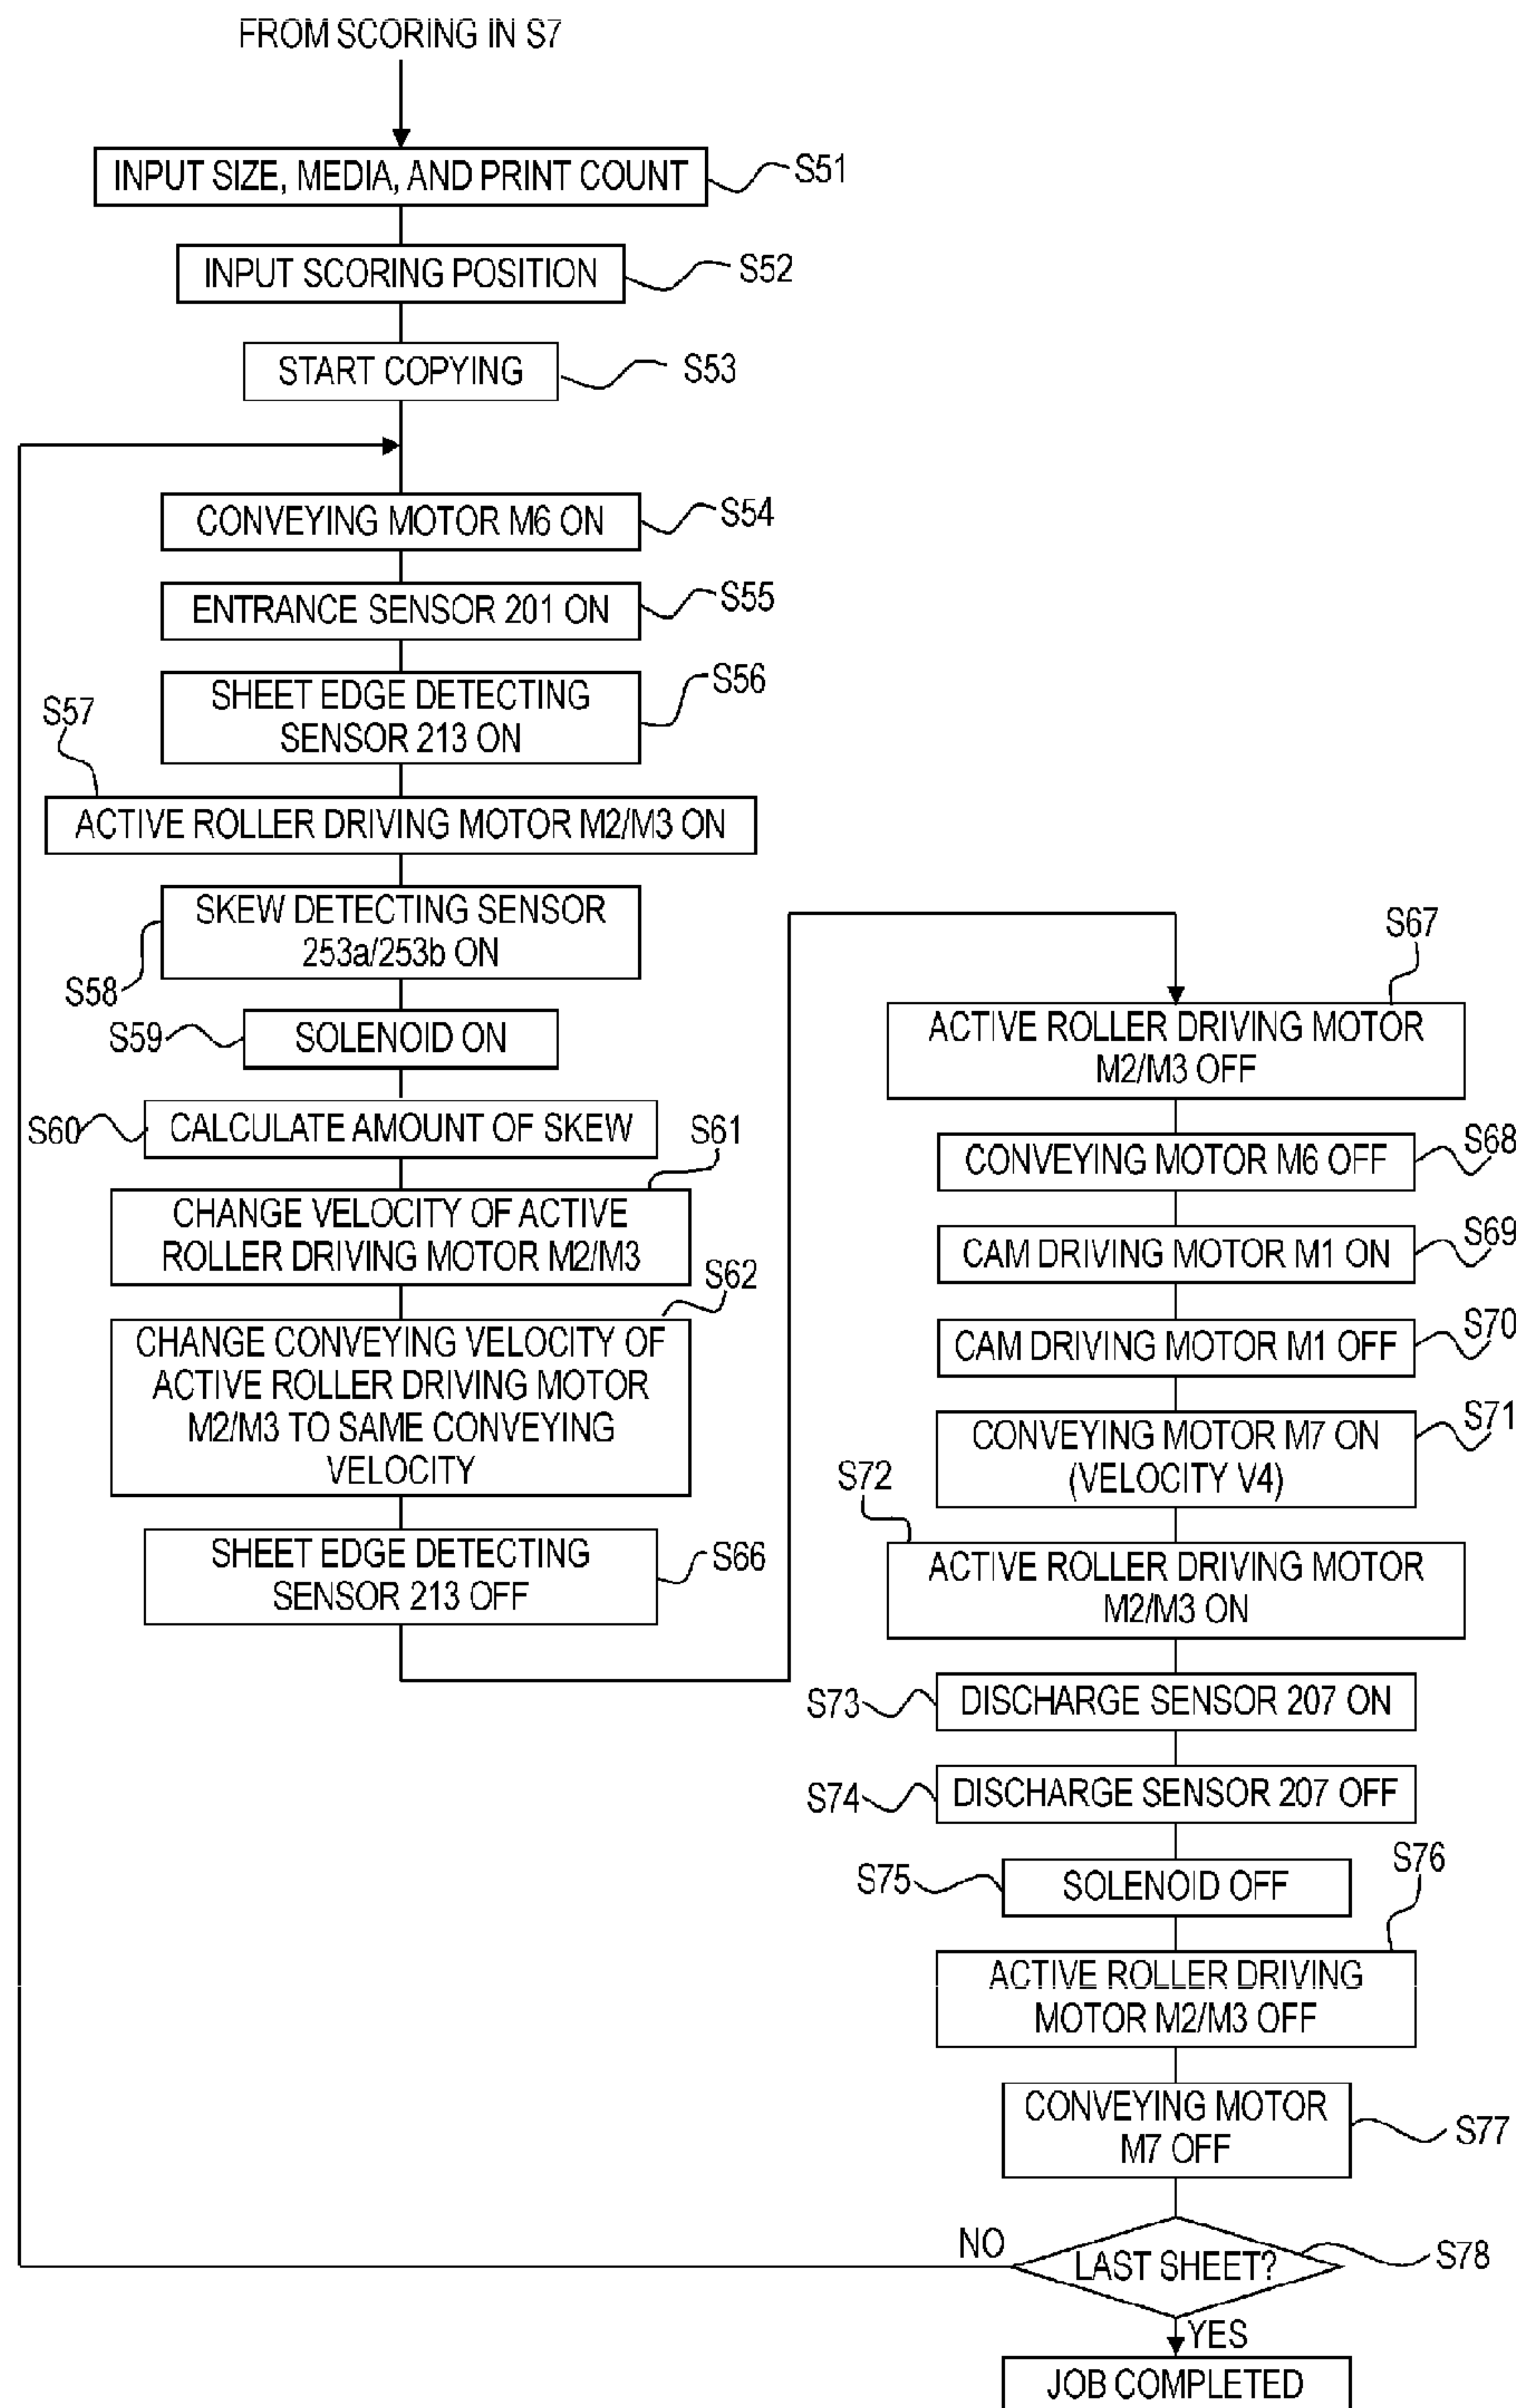 FROM SCORING IN S7
INPUT SIZE, MEDIA, AND PRINT COUNT
S51
INPUT SCORING POSITION
S52
START COPYING
S53
CONVEYING MOTOR M6 ON
S54
ENTRANCE SENSOR 201 ON
S55
SHEET EDGE DETECTING
SENSOR 213 ON
S56
S57
ACTIVE ROLLER DRIVING MOTOR M2/M3 ON
SKEW DETECTING SENSOR
253a/253b ON
S58
S59
SOLENOID ON
S60
CALCULATE AMOUNT OF SKEW
S61
CHANGE VELOCITY OF ACTIVE
ROLLER DRIVING MOTOR M2/M3
S62
CHANGE CONVEYING VELOCITY OF
ACTIVE ROLLER DRIVING MOTOR
M2/M3 TO SAME CONVEYING
VELOCITY
SHEET EDGE DETECTING
SENSOR 213 OFF
S66
S67
ACTIVE ROLLER DRIVING MOTOR
M2/M3 OFF
CONVEYING MOTOR M6 OFF
S68
CAM DRIVING MOTOR M1 ON
S69
CAM DRIVING MOTOR M1 OFF
S70
CONVEYING MOTOR M7 ON
(VELOCITY V4)
S71
S72
ACTIVE ROLLER DRIVING MOTOR
M2/M3 ON
S73
DISCHARGE SENSOR 207 ON
S74
DISCHARGE SENSOR 207 OFF
S75
SOLENOID OFF
S76
ACTIVE ROLLER DRIVING
MOTOR M2/M3 OFF
CONVEYING MOTOR
M7 OFF
S77
NO
LAST SHEET?
S78
YES
JOB COMPLETED